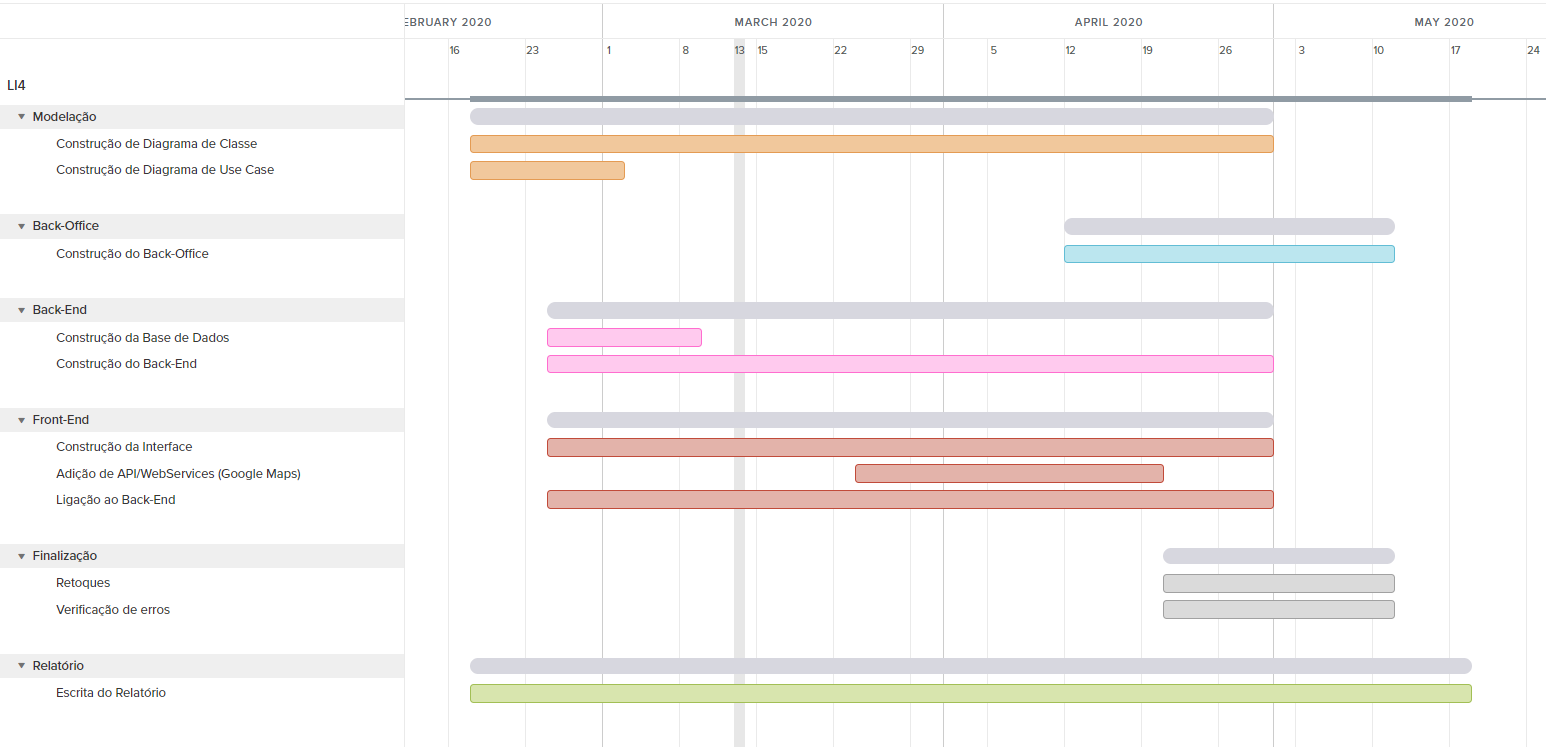 EBRUARY 2020 MARCH 2020 APRIL 2020 MAY 2020
16 23 1 8 13 15 22 29 5 12 19 26 3 10 17 24
LI4
Modelação
Construção de Diagrama de Classe
Construção de Diagrama de Use Case
Back-Office
Construção do Back-Office
Back-End
Construção da Base de Dados
Construção do Back-End
Front-End
Construção da Interface
Adição de API/WebServices (Google Maps)
Ligação ao Back-End
Finalização
Retoques
Verificação de erros
Relatório
Escrita do Relatório